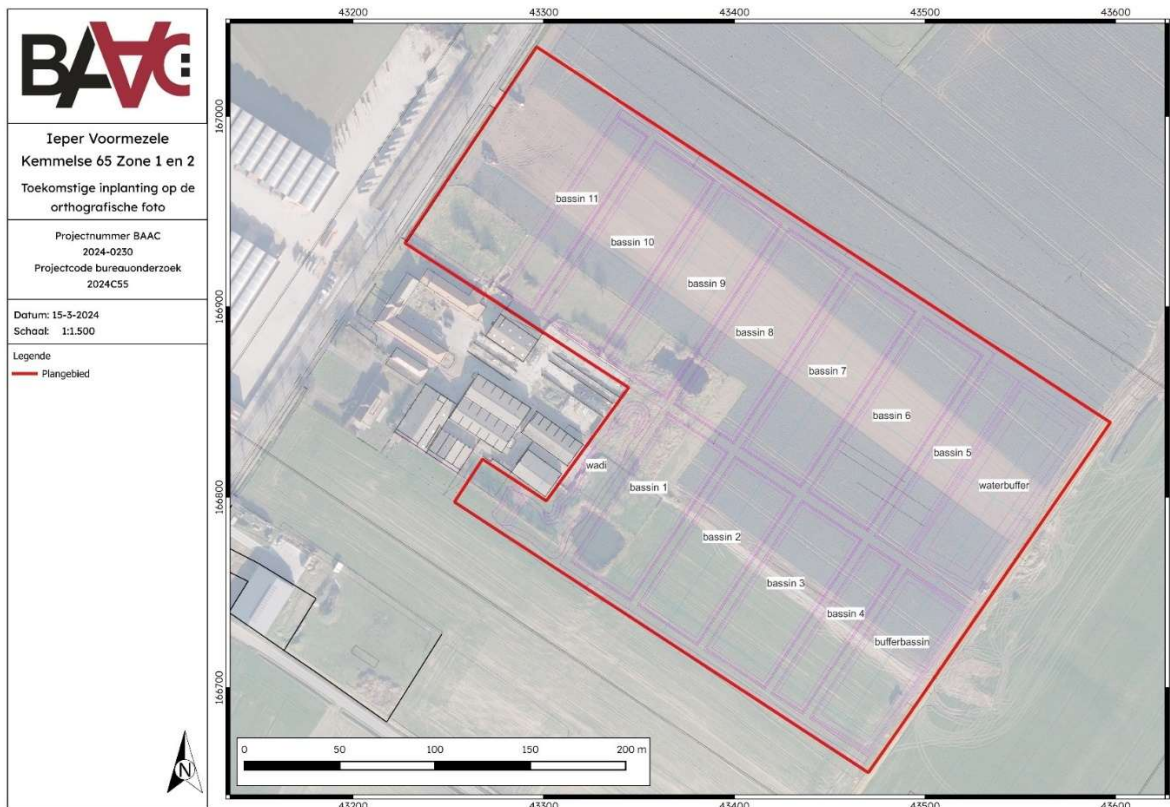 BAAC
Ieper Voormezele
Kemmelse 65 Zone 1 en 2
Toekomstige inplanting op de
orthografische foto
Projectnummer BAAC
2024-0230
Projectcode bureauonderzoek
2024C55
Datum: 15-3-2024
Schaal: 1:1.500
Legende
Plangebied
N
43200 43300 43400 43500 43600
167000
166900
166800
166700
bassin 11
bassin 10
bassin 9
bassin 8
bassin 7
bassin 6
bassin 5
waterbuffer
wadi
bassin 1
bassin 2
bassin 3
bassin 4
bufferbassin
0 50 100 150 200 m
43200 43300 43400 43500 43600